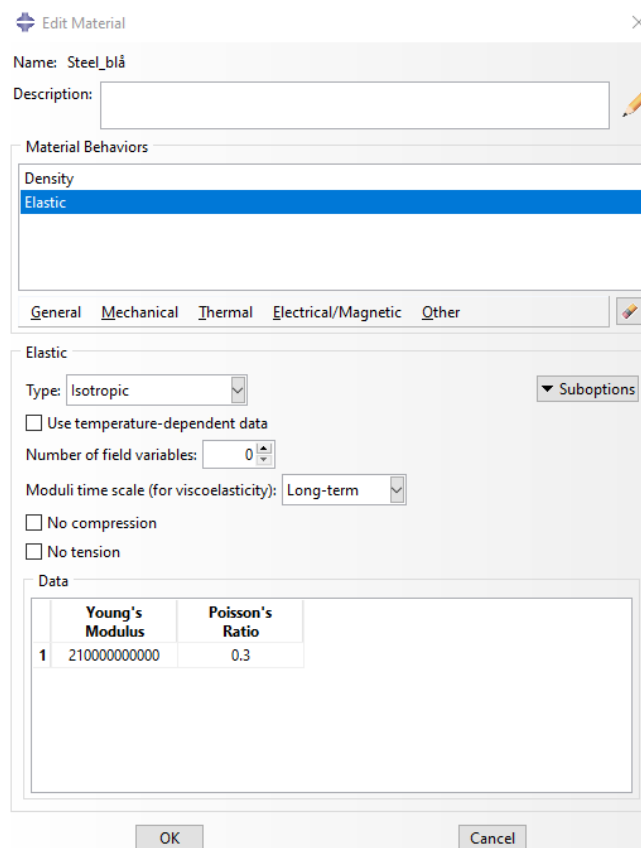 Edit Material
Name: Steel_blå
Description:
Material Behaviors
Density
Elastic
General Mechanical Thermal Electrical/Magnetic Other
Elastic
Type: Isotropic
Suboptions
Use temperature-dependent data
Number of field variables: 0
Moduli time scale (for viscoelasticity): Long-term
No compression
No tension
Data
Young's Modulus
Poisson's Ratio
1 210000000000 0.3
OK Cancel